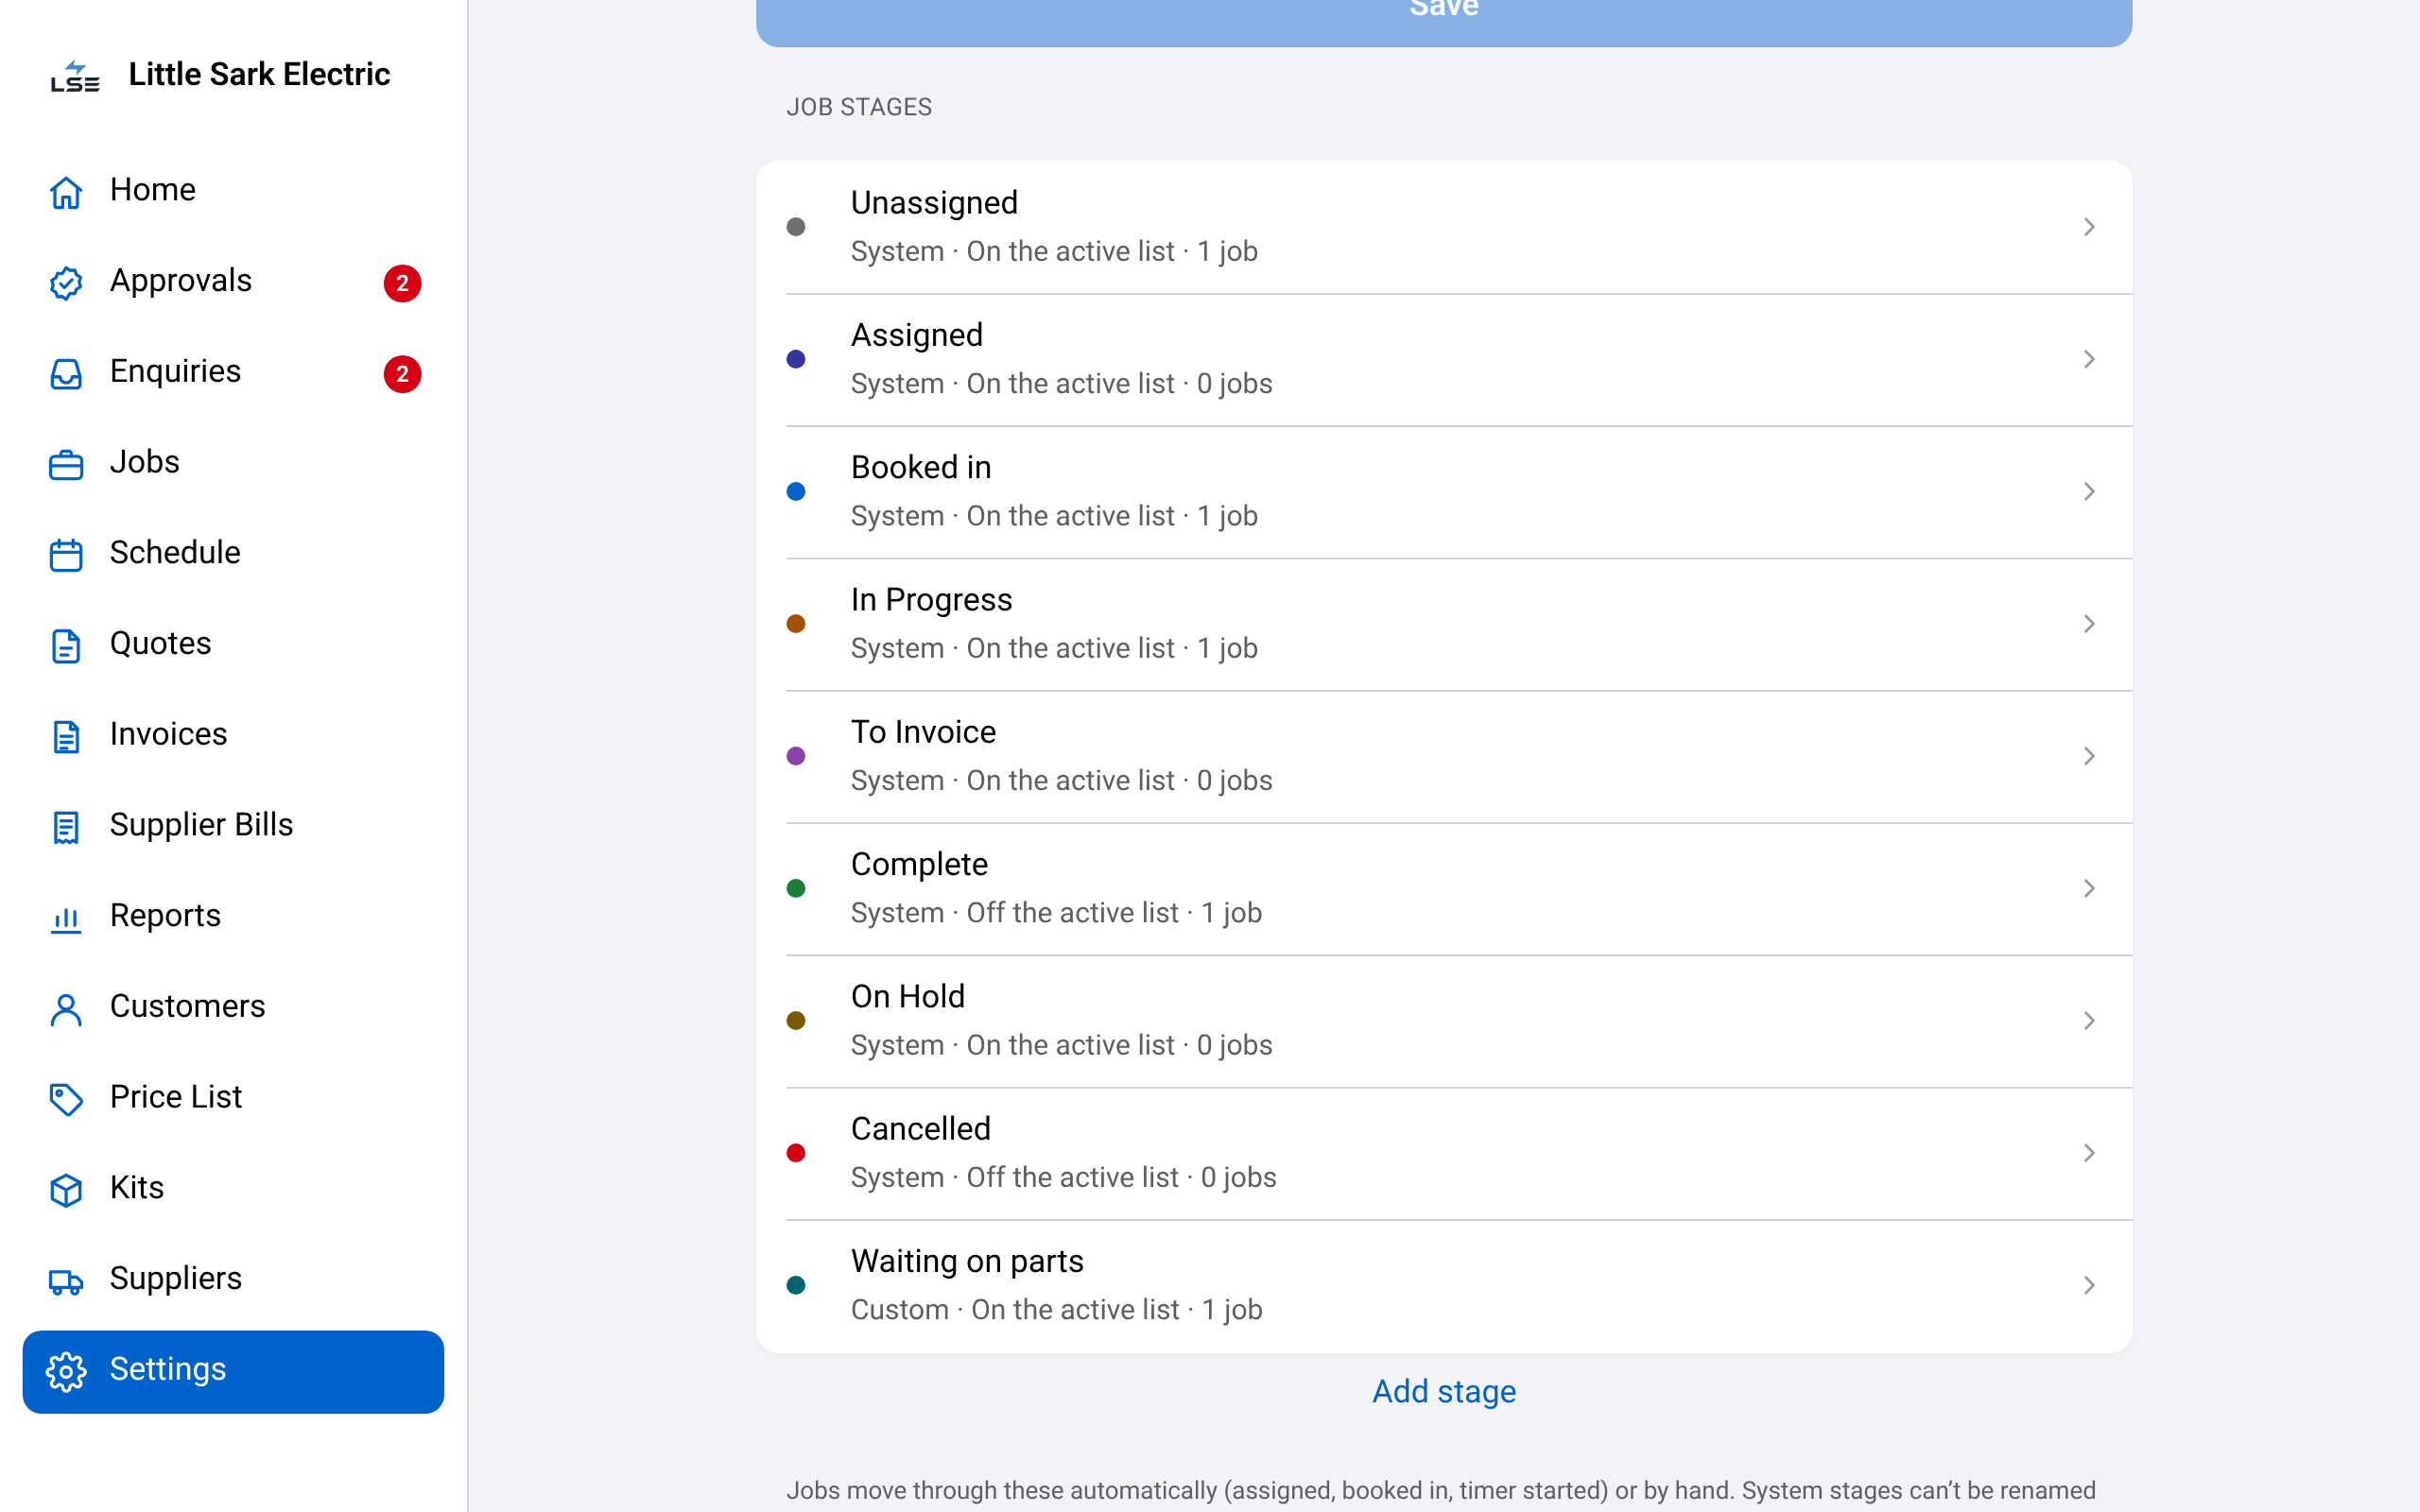 LSE Little Sark Electric
Home
Approvals 2
Enquiries 2
Jobs
Schedule
Quotes
Invoices
Supplier Bills
Reports
Customers
Price List
Kits
Suppliers
Settings
Save
JOB STAGES
Unassigned
System · On the active list · 1 job
Assigned
System · On the active list · 0 jobs
Booked in
System · On the active list · 1 job
In Progress
System · On the active list · 1 job
To Invoice
System · On the active list · 0 jobs
Complete
System · Off the active list · 1 job
On Hold
System · On the active list · 0 jobs
Cancelled
System · Off the active list · 0 jobs
Waiting on parts
Custom · On the active list · 1 job
Add stage
Jobs move through these automatically (assigned, booked in, timer started) or by hand. System stages can’t be renamed